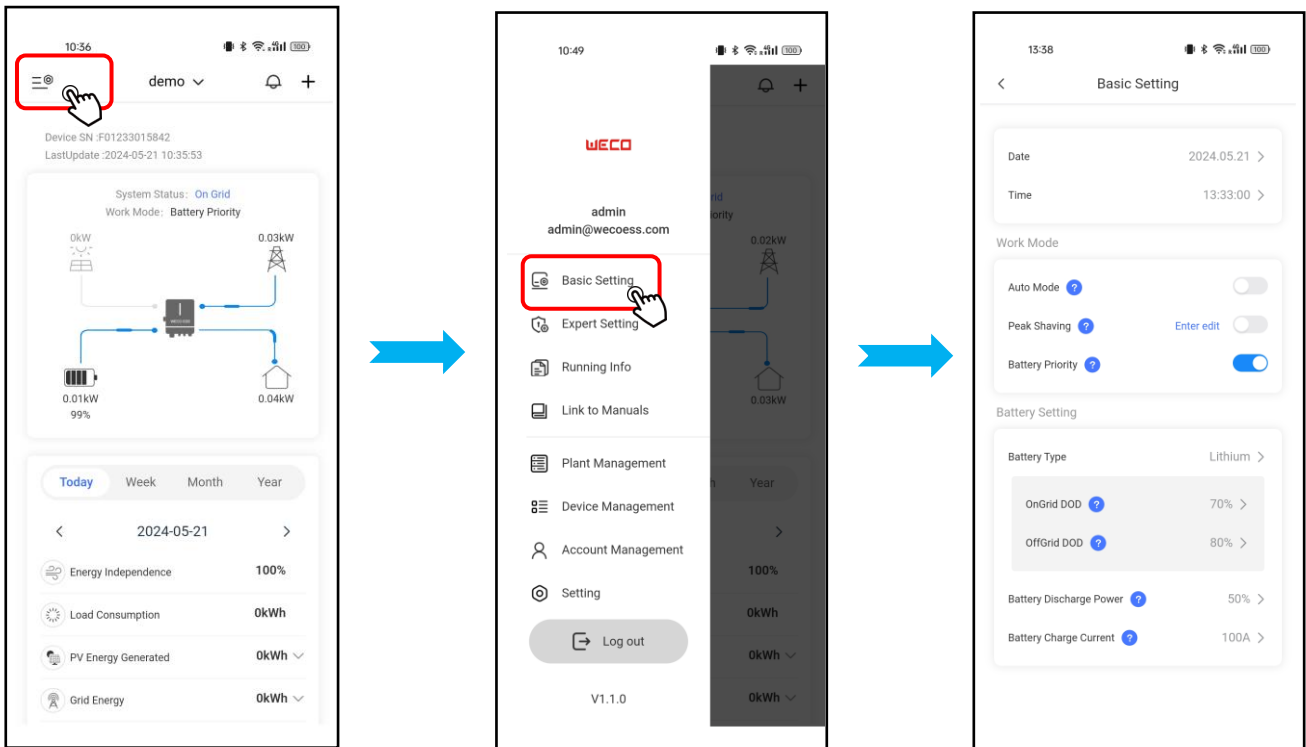 10:36
100
demo
Device SN :F01233015842
LastUpdate :2024-05-21 10:35:53
System Status: On Grid
Work Mode: Battery Priority
0kW
0.03kW
WECO
0.01kW
99%
0.04kW
Today Week Month Year
2024-05-21
Energy Independence 100%
Load Consumption 0kWh
PV Energy Generated 0kWh
Grid Energy 0kWh
10:49
100
WECO
admin
admin@wecoess.com
Basic Setting
Expert Setting
Running Info
Link to Manuals
Plant Management
Device Management
Account Management
Setting
Log out
V1.1.0
rid
iority
0.02kW
0.03kW
h Year
100%
0kWh
0kWh
0kWh
13:38
100
Basic Setting
Date 2024.05.21
Time 13:33:00
Work Mode
Auto Mode ?
Peak Shaving ? Enter edit
Battery Priority ?
Battery Setting
Battery Type Lithium
OnGrid DOD ? 70%
OffGrid DOD ? 80%
Battery Discharge Power ? 50%
Battery Charge Current ? 100A